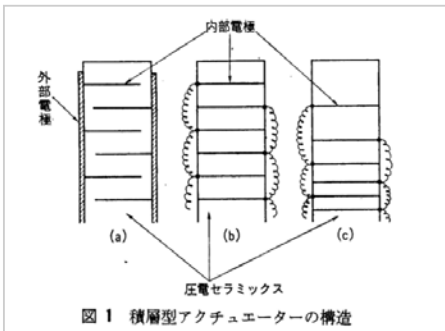 内部電極
外部電極
(a)
(b)
(c)
圧電セラミックス
図 1 積層型アクチュエーターの構造